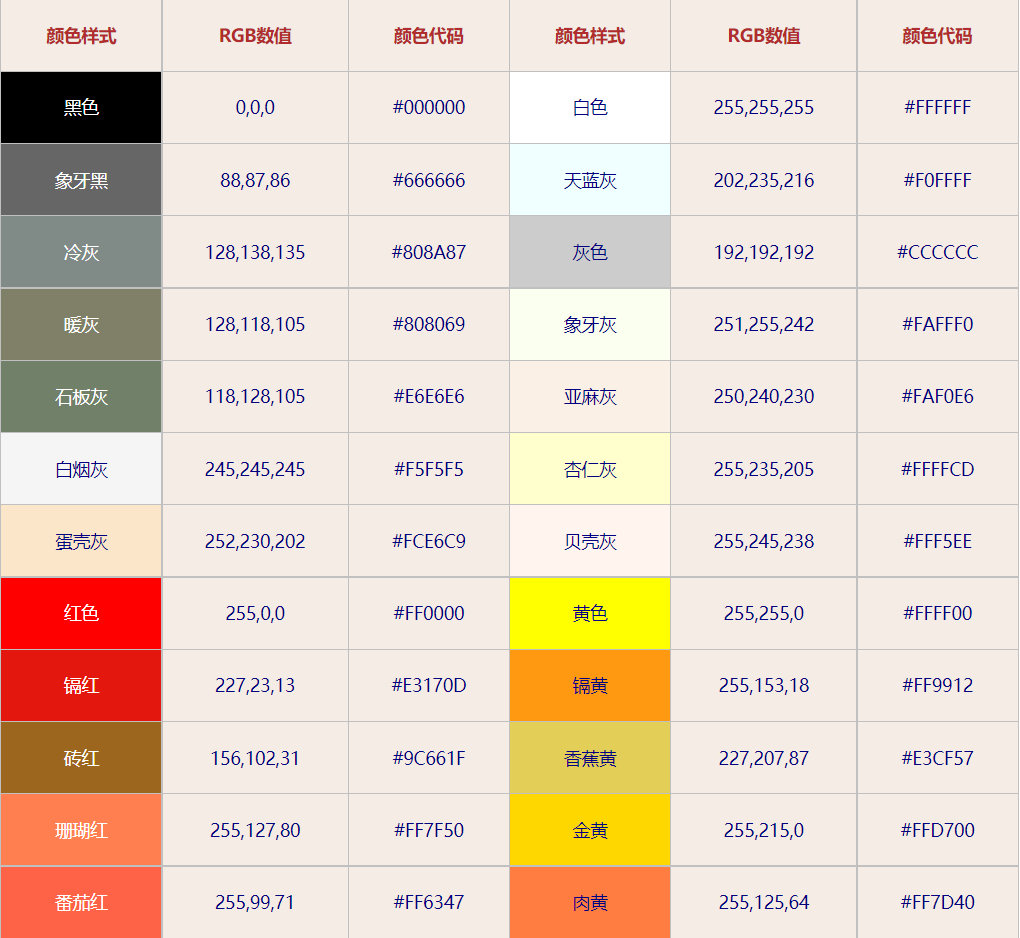 颜色样式 RGB数值 颜色代码 颜色样式 RGB数值 颜色代码
黑色 0,0,0 #000000 白色 255,255,255 #FFFFFF
象牙黑 88,87,86 #666666 天蓝灰 202,235,216 #F0FFFF
冷灰 128,138,135 #808A87 灰色 192,192,192 #CCCCCC
暖灰 128,118,105 #808069 象牙灰 251,255,242 #FAFFF0
石板灰 118,128,105 #E6E6E6 亚麻灰 250,240,230 #FAF0E6
白烟灰 245,245,245 #F5F5F5 杏仁灰 255,235,205 #FFFFCD
蛋壳灰 252,230,202 #FCE6C9 贝壳灰 255,245,238 #FFF5EE
红色 255,0,0 #FF0000 黄色 255,255,0 #FFFF00
镉红 227,23,13 #E3170D 镉黄 255,153,18 #FF9912
砖红 156,102,31 #9C661F 香蕉黄 227,207,87 #E3CF57
珊瑚红 255,127,80 #FF7F50 金黄 255,215,0 #FFD700
番茄红 255,99,71 #FF6347 肉黄 255,125,64 #FF7D40